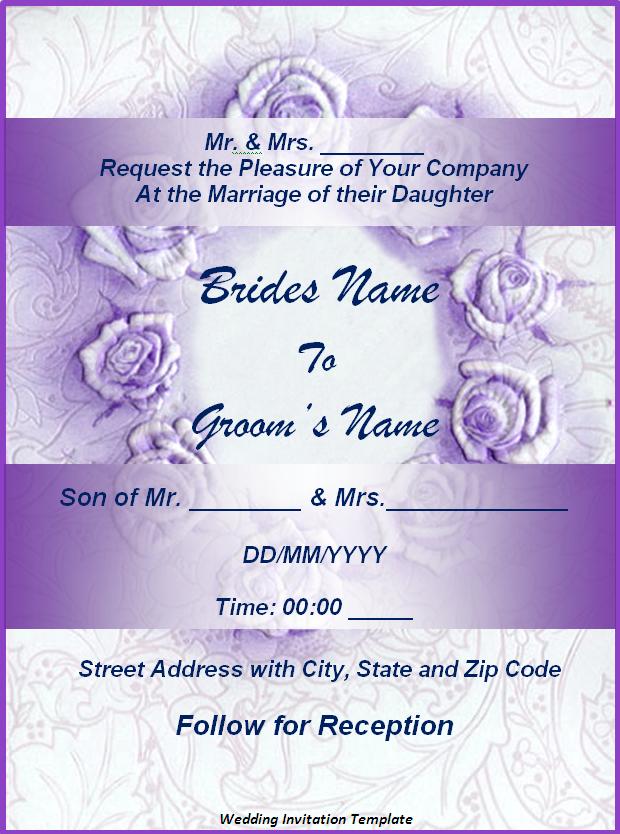 Mr. & Mrs. ________
Request the Pleasure of Your Company
At the Marriage of their Daughter
Brides Name
To
Groom's Name
Son of Mr. ________ & Mrs._____________
DD/MM/YYYY
Time: 00:00 _____
Street Address with City, State and Zip Code
Follow for Reception
Wedding Invitation Template